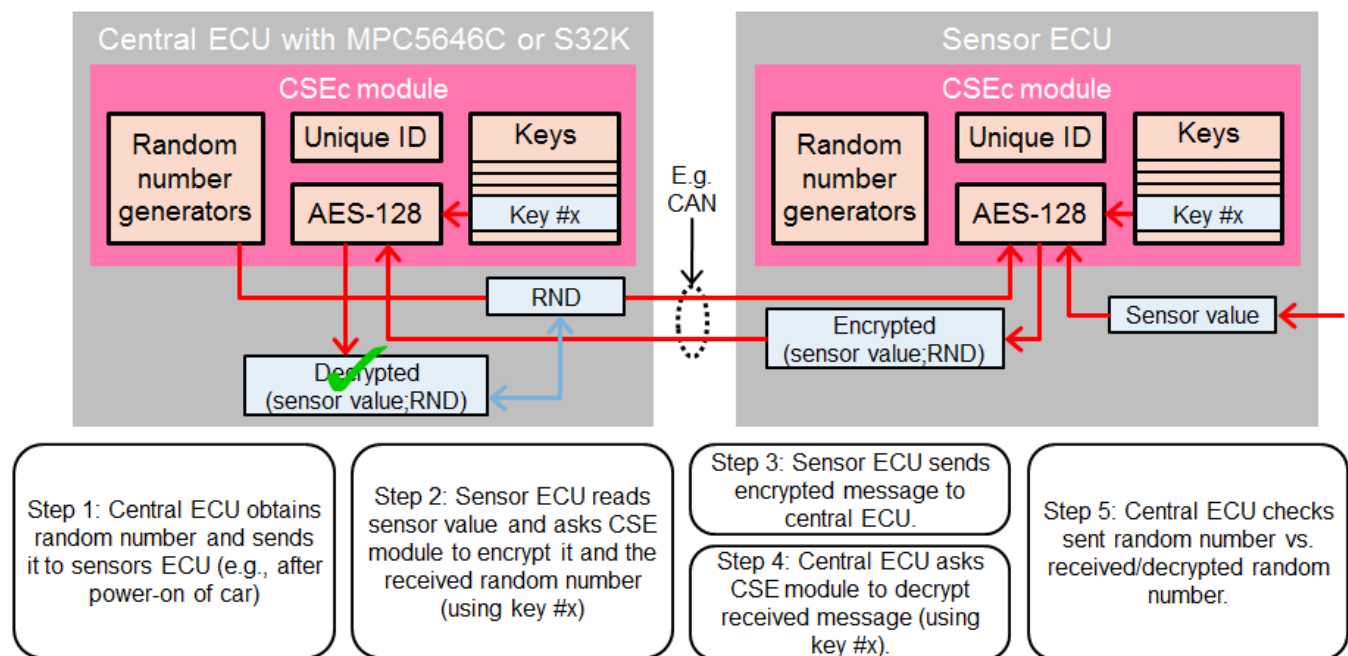 Central ECU with MPC5646C or S32K
CSEc module
Random
number
generators
Unique ID
AES-128
Keys
Key #x
RND
Decrypted
(sensor value;RND)
E.g.
CAN
Sensor ECU
CSEc module
Random
number
generators
Unique ID
AES-128
Keys
Key #x
Encrypted
(sensor value;RND)
Sensor value
Step 1: Central ECU obtains
random number and sends
it to sensors ECU (e.g., after
power-on of car)
Step 2: Sensor ECU reads
sensor value and asks CSE
module to encrypt it and the
received random number
(using key #x)
Step 3: Sensor ECU sends
encrypted message to
central ECU.
Step 4: Central ECU asks
CSE module to decrypt
received message (using
key #x).
Step 5: Central ECU checks
sent random number vs.
received/decrypted random
number.